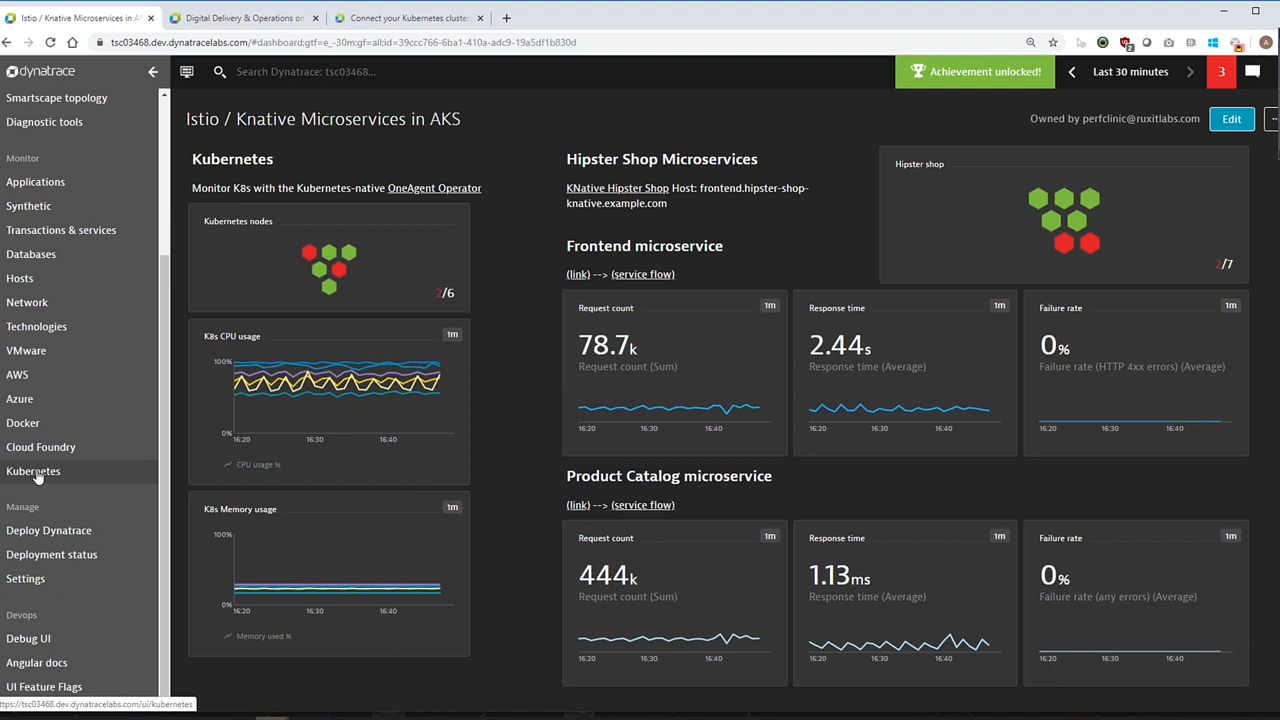 Istio / Knative Microservices in A
Digital Delivery & Operations on
Connect your Kubernetes cluster
tsc03468.dev.dynatracelabs.com/#dashboard;gtf=e_-30m;gf=all;id=39ccc766-6ba1-410a-adc9-19a5df1b830d
2
A
dynatrace
Search Dynatrace: tsc03468...
Achievement unlocked!
Last 30 minutes
3
Smartscape topology
Diagnostic tools
Monitor
Applications
Synthetic
Transactions & services
Databases
Hosts
Network
Technologies
VMware
AWS
Azure
Docker
Cloud Foundry
Kubernetes
Manage
Deploy Dynatrace
Deployment status
Settings
Devops
Debug UI
Angular docs
UI Feature Flags
https://tsc03468.dev.dynatracelabs.com/ui/kubernetes
Istio / Knative Microservices in AKS
Owned by perfclinic@ruxitlabs.com
Edit
...
Kubernetes
Monitor K8s with the Kubernetes-native OneAgent Operator
Kubernetes nodes
2/6
K8s CPU usage
1m
100%
0%
16:20
16:30
16:40
CPU usage %
K8s Memory usage
1m
100%
0%
16:20
16:30
16:40
Memory used %
Hipster Shop Microservices
KNative Hipster Shop Host: frontend.hipster-shop-
knative.example.com
Hipster shop
2/7
Frontend microservice
(link) --> (service flow)
Request count
1m
78.7k
Request count (Sum)
16:20
16:30
16:40
Response time
1m
2.44s
Response time (Average)
16:20
16:30
16:40
Failure rate
1m
0%
Failure rate (HTTP 4xx errors) (Average)
16:20
16:30
16:40
Product Catalog microservice
(link) --> (service flow)
Request count
1m
444k
Request count (Sum)
16:20
16:30
16:40
Response time
1m
1.13ms
Response time (Average)
16:20
16:30
16:40
Failure rate
1m
0%
Failure rate (any errors) (Average)
16:20
16:30
16:40